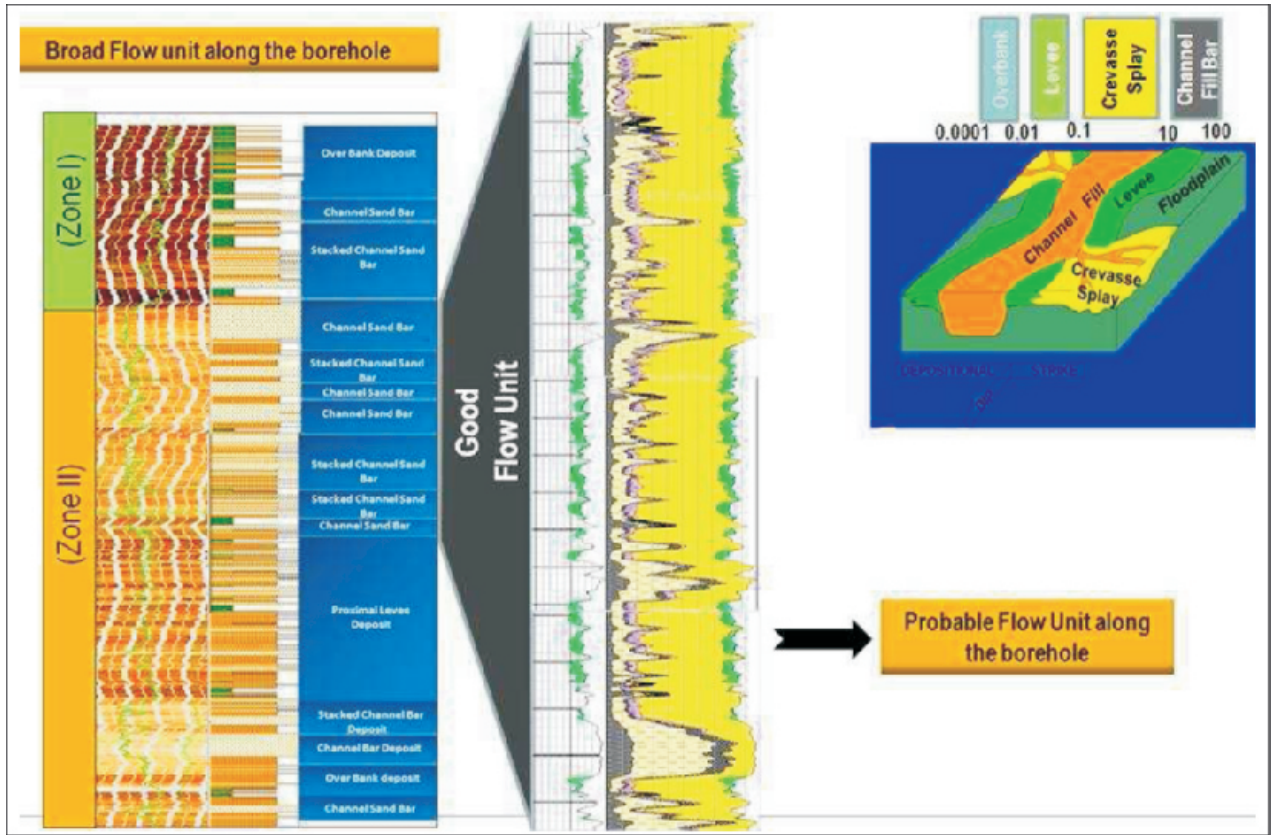 Broad Flow unit along the borehole
(Zone I)
(Zone II)
Over Bank Deposit
Channel Sand Bar
Stacked Channel Sand
Bar
Channel Sand Bar
Stacked Channel Sand
Bar
Channel Sand Bar
Channel Sand Bar
Stacked Channel Sand
Bar
Stacked Channel Sand
Bar
Channel Sand Bar
Proximal Levee
Deposit
Stacked Channel Bar
Deposit
Channel Bar Deposit
Over Bank deposit
Channel Sand Bar
Good
Flow Unit
Overbank
Levee
Crevasse
Splay
Channel
Fill Bar
0.0001 0.01 0.1 10 100
Channel Fill
Levee
Floodplain
Crevasse
Splay
DEPOSITIONAL STRIKE
DIP
Probable Flow Unit along
the borehole